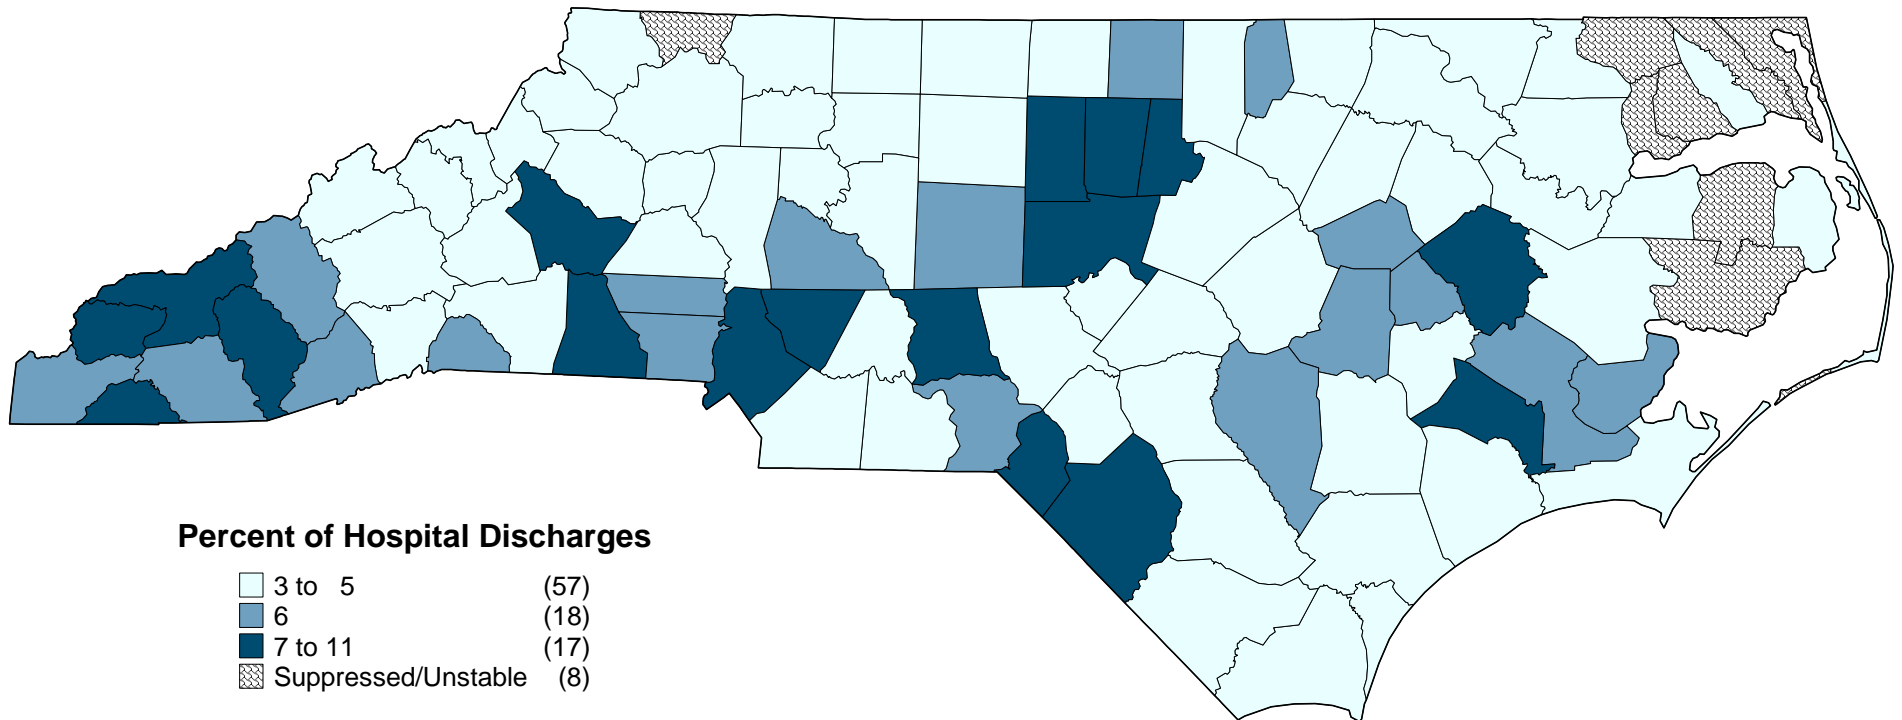 Percent of Hospital Discharges
3 to 5 (57)
6 (18)
7 to 11 (17)
Suppressed/Unstable (8)